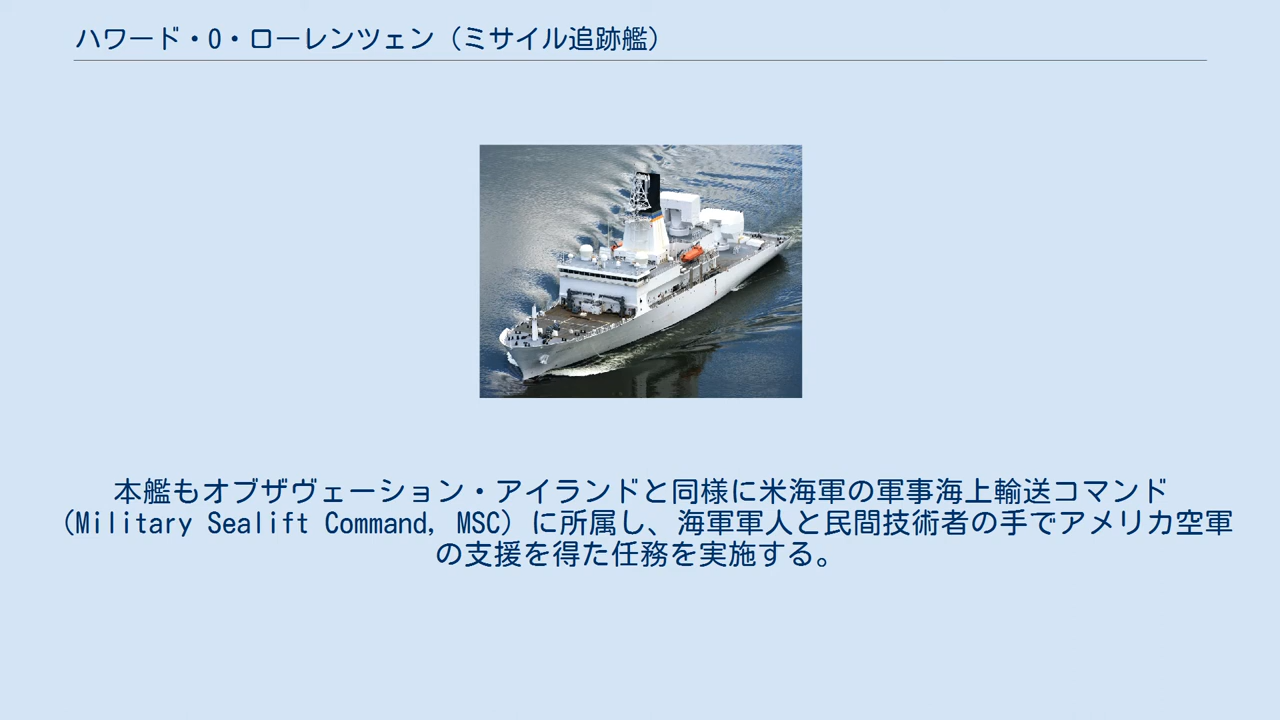 ハワード・O・ローレンツェン（ミサイル追跡艦）
本艦もオブザヴェーション・アイランドと同様に米海軍の軍事海上輸送コマンド
（Military Sealift Command, MSC）に所属し、海軍軍人と民間技術者の手でアメリカ空軍
の支援を得た任務を実施する。